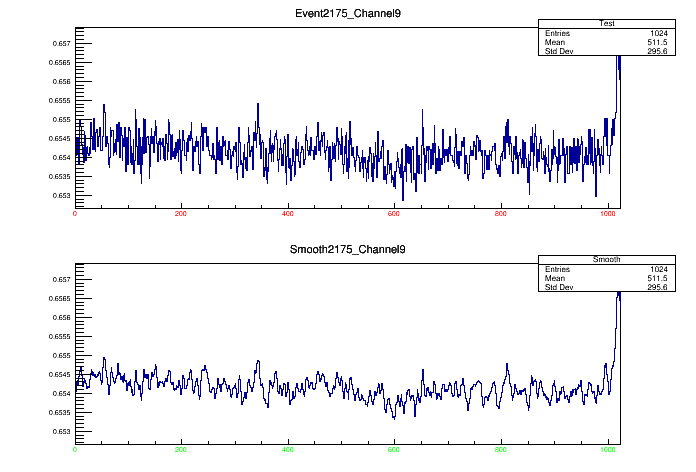 Event2175_Channel9
Test
Entries 1024
Mean 511.5
Std Dev 295.6
0.657
0.6565
0.656
0.6555
0.655
0.6545
0.654
0.6535
0.653
0 200 400 600 800 1000
Smooth2175_Channel9
Smooth
Entries 1024
Mean 511.5
Std Dev 295.6
0.657
0.6565
0.656
0.6555
0.655
0.6545
0.654
0.6535
0.653
0 200 400 600 800 1000